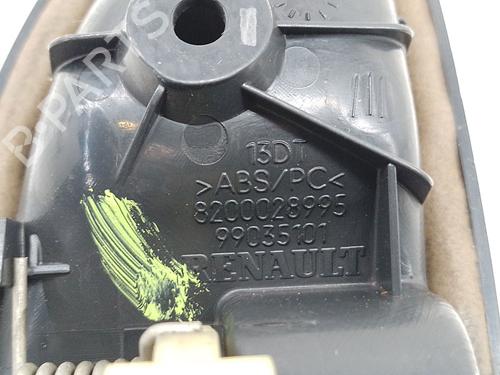 B-PARTS
13DT
>ABS/PC<
8200028995
99035101
RENAULT